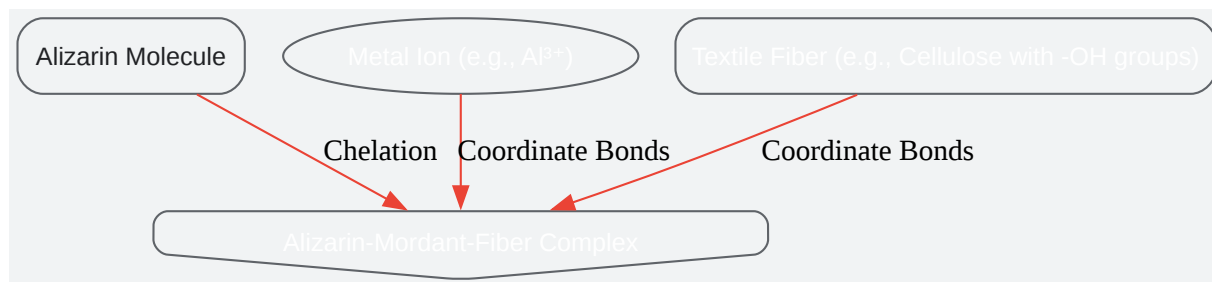 Alizarin Molecule
Metal Ion (e.g., Al³⁺)
Textile Fiber (e.g., Cellulose with -OH groups)
Chelation
Coordinate Bonds
Coordinate Bonds
Alizarin-Mordant-Fiber Complex